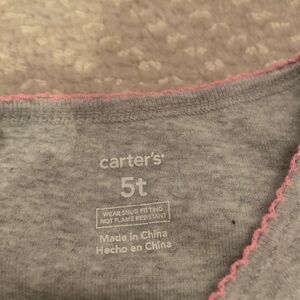 carter's
5t
WEAR SNUG FITTING
NOT FLAME RESISTANT
Made in China
Hecho en China